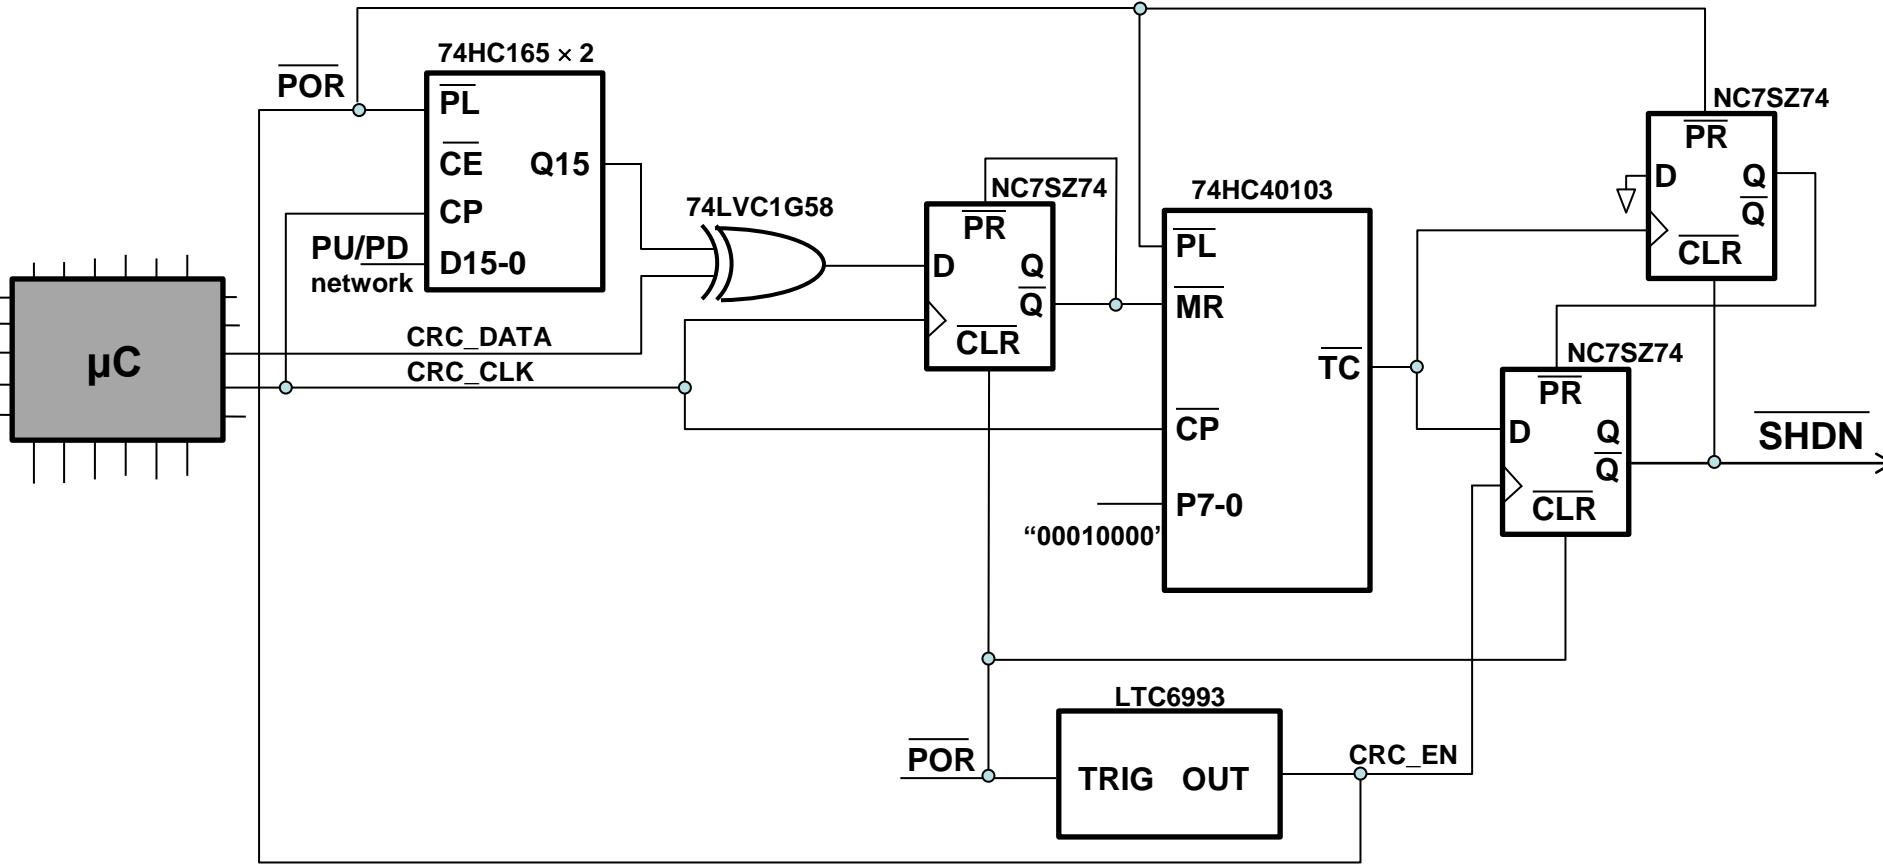 74HC165 × 2
POR
PL
CE
Q15
CP
PU/PD
network
D15-0
µC
CRC_DATA
CRC_CLK
74LVC1G58
NC7SZ74
PR
D
Q
Q
CLR
74HC40103
PL
MR
TC
CP
P7-0
“00010000’
NC7SZ74
PR
D
Q
Q
CLR
NC7SZ74
PR
D
Q
Q
CLR
SHDN
LTC6993
POR
TRIG OUT
CRC_EN